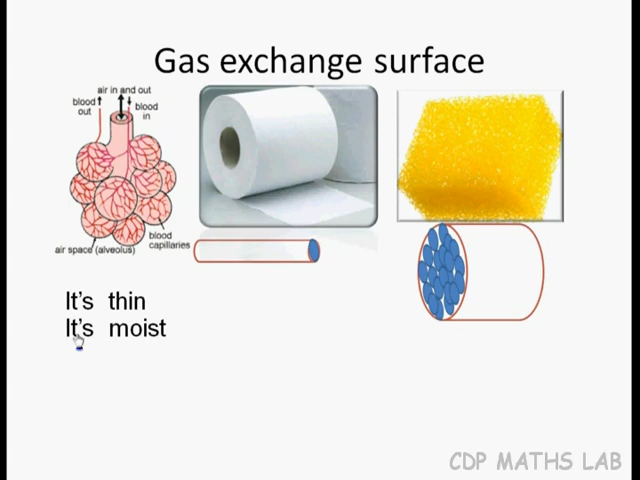 Gas exchange surface
air in and out
blood
out
blood
in
blood
capillaries
air space (alveolus)
It's thin
It's moist
CDP MATHS LAB